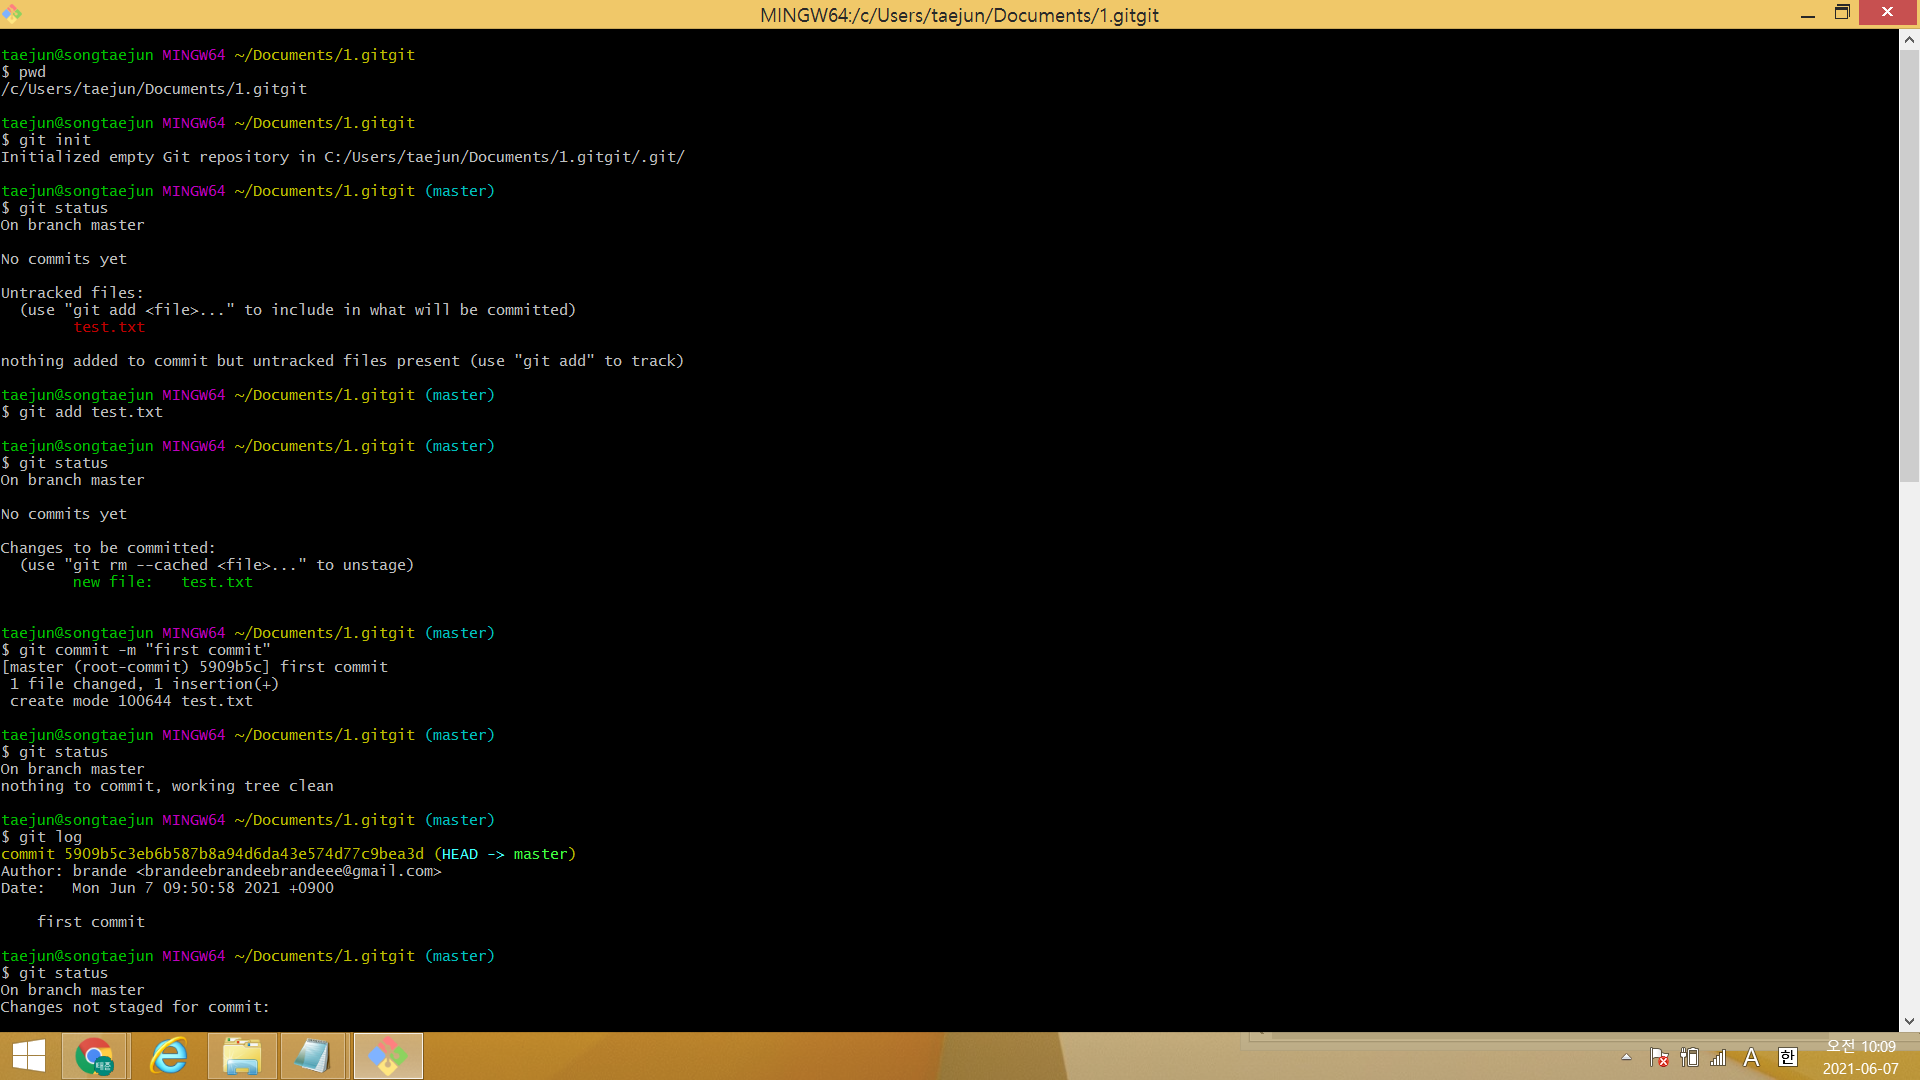 MINGW64:/c/Users/taejun/Documents/1.gitgit
taejun@songtaejun MINGW64 ~/Documents/1.gitgit
$ pwd
/c/Users/taejun/Documents/1.gitgit
taejun@songtaejun MINGW64 ~/Documents/1.gitgit
$ git init
Initialized empty Git repository in C:/Users/taejun/Documents/1.gitgit/.git/
taejun@songtaejun MINGW64 ~/Documents/1.gitgit (master)
$ git status
On branch master
No commits yet
Untracked files:
  (use "git add <file>..." to include in what will be committed)
        test.txt
nothing added to commit but untracked files present (use "git add" to track)
taejun@songtaejun MINGW64 ~/Documents/1.gitgit (master)
$ git add test.txt
taejun@songtaejun MINGW64 ~/Documents/1.gitgit (master)
$ git status
On branch master
No commits yet
Changes to be committed:
  (use "git rm --cached <file>..." to unstage)
        new file:   test.txt
taejun@songtaejun MINGW64 ~/Documents/1.gitgit (master)
$ git commit -m "first commit"
[master (root-commit) 5909b5c] first commit
 1 file changed, 1 insertion(+)
 create mode 100644 test.txt
taejun@songtaejun MINGW64 ~/Documents/1.gitgit (master)
$ git status
On branch master
nothing to commit, working tree clean
taejun@songtaejun MINGW64 ~/Documents/1.gitgit (master)
$ git log
commit 5909b5c3eb6b587b8a94d6da43e574d77c9bea3d (HEAD -> master)
Author: brande <brandeebrandeebrandeee@gmail.com>
Date:   Mon Jun 7 09:50:58 2021 +0900
    first commit
taejun@songtaejun MINGW64 ~/Documents/1.gitgit (master)
$ git status
On branch master
Changes not staged for commit:
태준
A 한
오전 10:09
2021-06-07